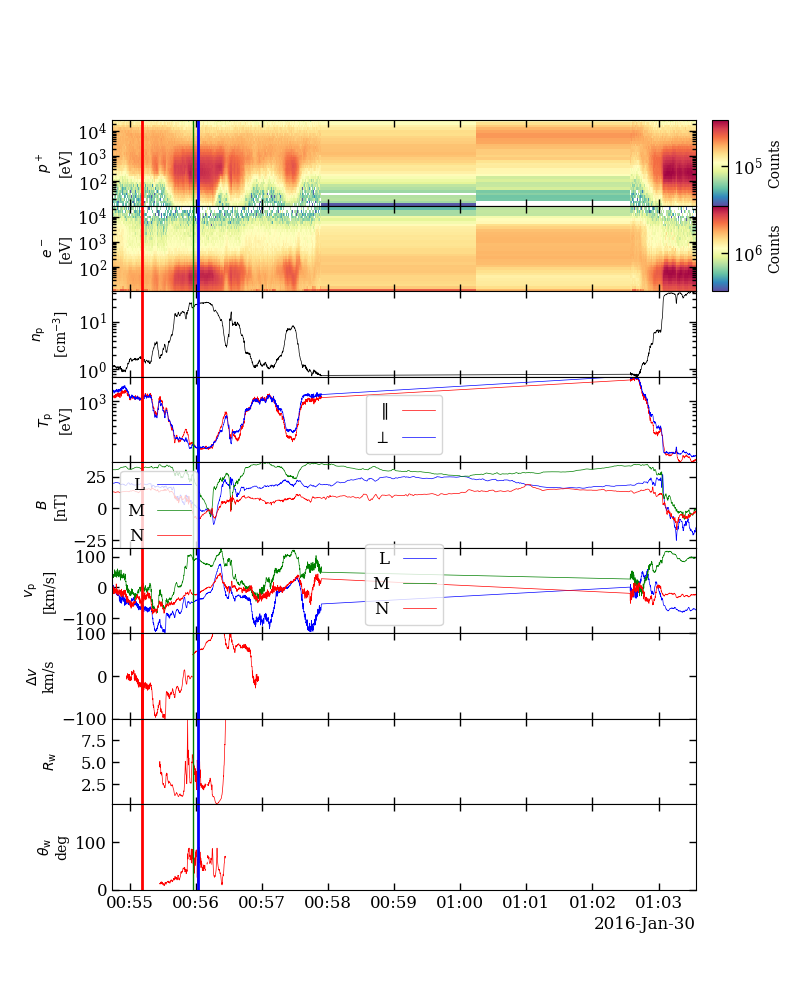 10⁴
10³
10²
p⁺
[eV]
10⁵
Counts
10⁴
10³
10²
e⁻
[eV]
10⁶
Counts
10¹
10⁰
nₚ
[cm⁻³]
10³
Tₚ
[eV]
∥
⊥
25
0
−25
B
[nT]
L
M
N
100
0
−100
vₚ
[km/s]
L
M
N
100
0
−100
Δv
km/s
7.5
5.0
2.5
R_w
100
0
θ_w
deg
00:55 00:56 00:57 00:58 00:59 01:00 01:01 01:02 01:03
2016-Jan-30